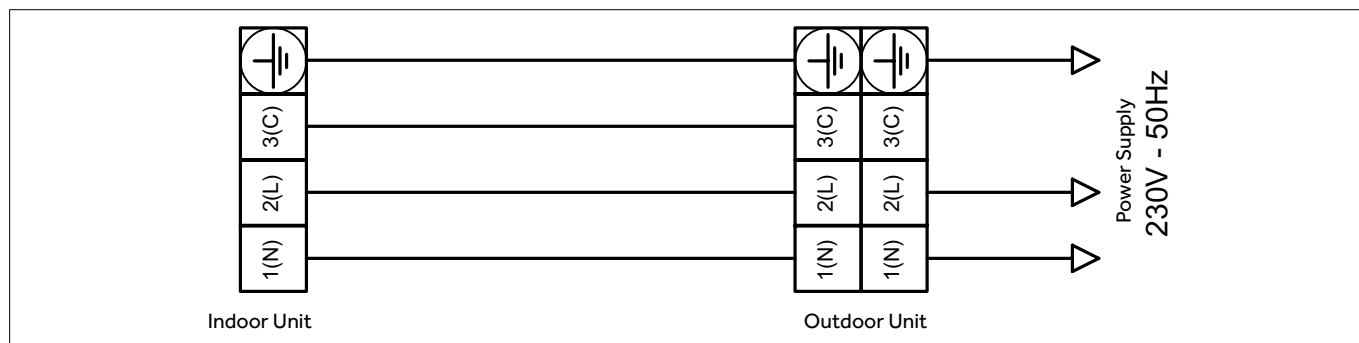 3(C)
2(L)
1(N)
Indoor Unit
3(C)
3(C)
2(L)
2(L)
1(N)
1(N)
Outdoor Unit
Power Supply
230V - 50Hz